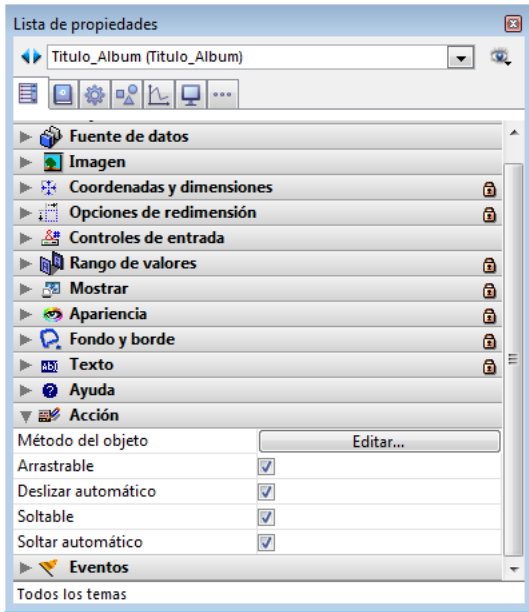 Lista de propiedades
Titulo_Album (Titulo_Album)
Fuente de datos
Imagen
Coordenadas y dimensiones
Opciones de redimensión
Controles de entrada
Rango de valores
Mostrar
Apariencia
Fondo y borde
Texto
Ayuda
Acción
Método del objeto Editar...
Arrastrable
Deslizar automático
Soltable
Soltar automático
Eventos
Todos los temas